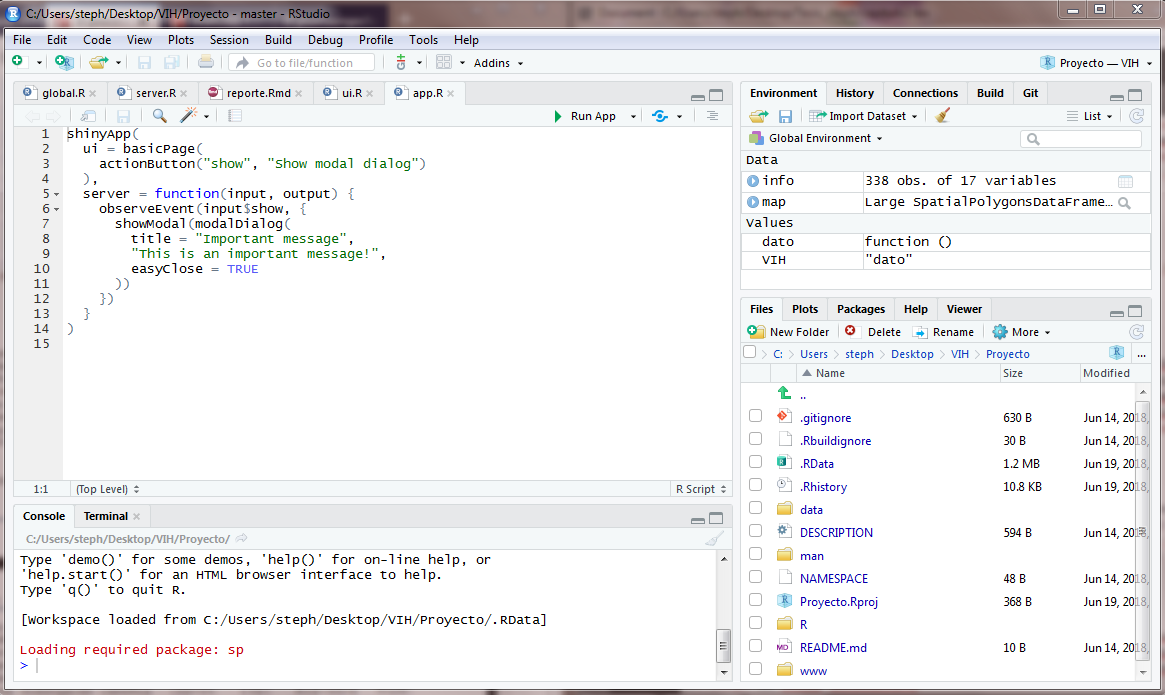 C:/Users/steph/Desktop/VIH/Proyecto - master - RStudio
File Edit Code View Plots Session Build Debug Profile Tools Help
Go to file/function Addins Proyecto — VIH
global.R server.R reporte.Rmd ui.R app.R
Run App
1 shinyApp(
2 ui = basicPage(
3 actionButton("show", "Show modal dialog")
4 ),
5 server = function(input, output) {
6 observeEvent(input$show, {
7 showModal(modalDialog(
8 title = "Important message",
9 "This is an important message!",
10 easyClose = TRUE
11 ))
12 })
13 }
14 )
15
1:1 (Top Level) R Script
Console Terminal
C:/Users/steph/Desktop/VIH/Proyecto/
Type 'demo()' for some demos, 'help()' for on-line help, or
'help.start()' for an HTML browser interface to help.
Type 'q()' to quit R.
[Workspace loaded from C:/Users/steph/Desktop/VIH/Proyecto/.RData]
Loading required package: sp
>
Environment History Connections Build Git
Import Dataset List
Global Environment
Data
info 338 obs. of 17 variables
map Large SpatialPolygonsDataFrame…
Values
dato function ()
VIH "dato"
Files Plots Packages Help Viewer
New Folder Delete Rename More
C: Users steph Desktop VIH Proyecto ...
Name Size Modified
..
.gitignore 630 B Jun 14, 2018,
.Rbuildignore 30 B Jun 14, 2018,
.RData 1.2 MB Jun 19, 2018,
.Rhistory 10.8 KB Jun 19, 2018,
data
DESCRIPTION 594 B Jun 14, 2018,
man
NAMESPACE 48 B Jun 14, 2018,
Proyecto.Rproj 368 B Jun 19, 2018,
R
README.md 10 B Jun 14, 2018,
www